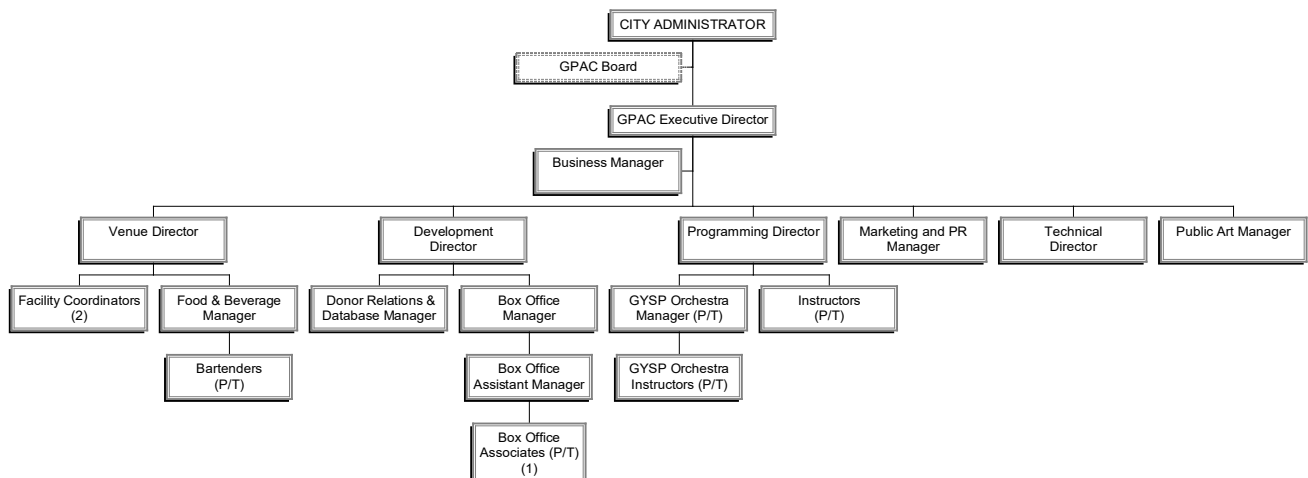 CITY ADMINISTRATOR
GPAC Board
GPAC Executive Director
Business Manager
Venue Director
Development
Director
Programming Director
Marketing and PR
Manager
Technical
Director
Public Art Manager
Facility Coordinators
(2)
Food & Beverage
Manager
Donor Relations &
Database Manager
Box Office
Manager
GYSP Orchestra
Manager (P/T)
Instructors
(P/T)
Bartenders
(P/T)
Box Office
Assistant Manager
GYSP Orchestra
Instructors (P/T)
Box Office
Associates (P/T)
(1)